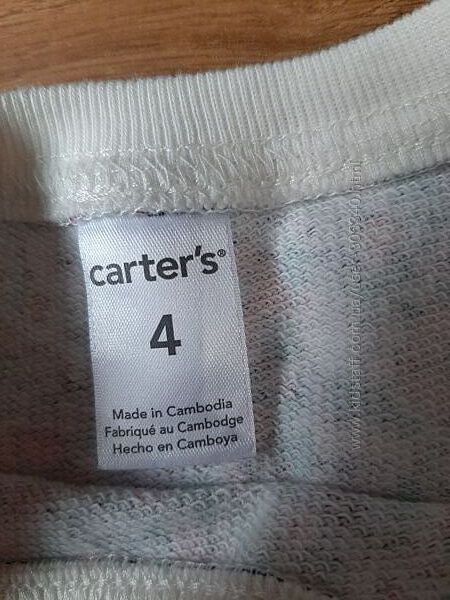 carter's®
4
Made in Cambodia
Fabriqué au Cambodge
Hecho en Camboya